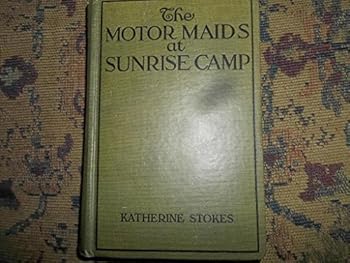 The
MOTOR MAIDS
at
SUNRISE CAMP
KATHERINE STOKES